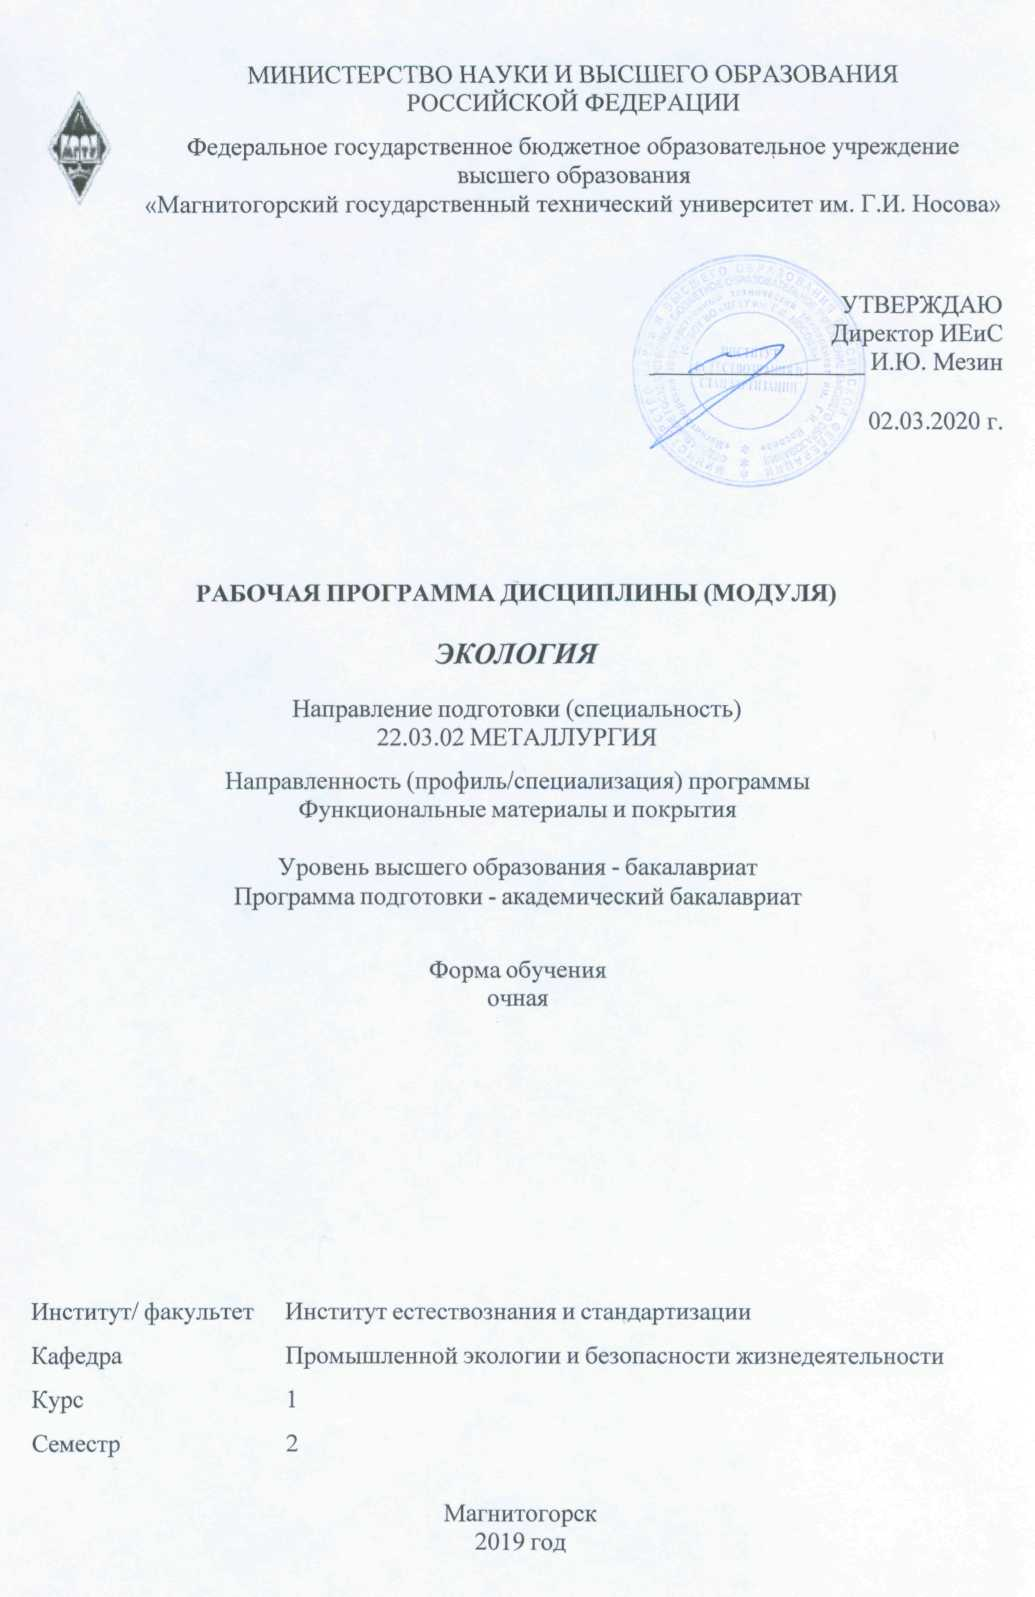 МИНИСТЕРСТВО НАУКИ И ВЫСШЕГО ОБРАЗОВАНИЯ
РОССИЙСКОЙ ФЕДЕРАЦИИ
Федеральное государственное бюджетное образовательное учреждение
высшего образования
«Магнитогорский государственный технический университет им. Г.И. Носова»
УТВЕРЖДАЮ
Директор ИЕиС
И.Ю. Мезин
ИНСТИТУТ
ЕСТЕСТВОЗНАНИЯ И
СТАНДАРТИЗАЦИИ
02.03.2020 г.
РАБОЧАЯ ПРОГРАММА ДИСЦИПЛИНЫ (МОДУЛЯ)
ЭКОЛОГИЯ
Направление подготовки (специальность)
22.03.02 МЕТАЛЛУРГИЯ
Направленность (профиль/специализация) программы
Функциональные материалы и покрытия
Уровень высшего образования - бакалавриат
Программа подготовки - академический бакалавриат
Форма обучения
очная
Институт/ факультет Институт естествознания и стандартизации
Кафедра Промышленной экологии и безопасности жизнедеятельности
Курс 1
Семестр 2
Магнитогорск
2019 год